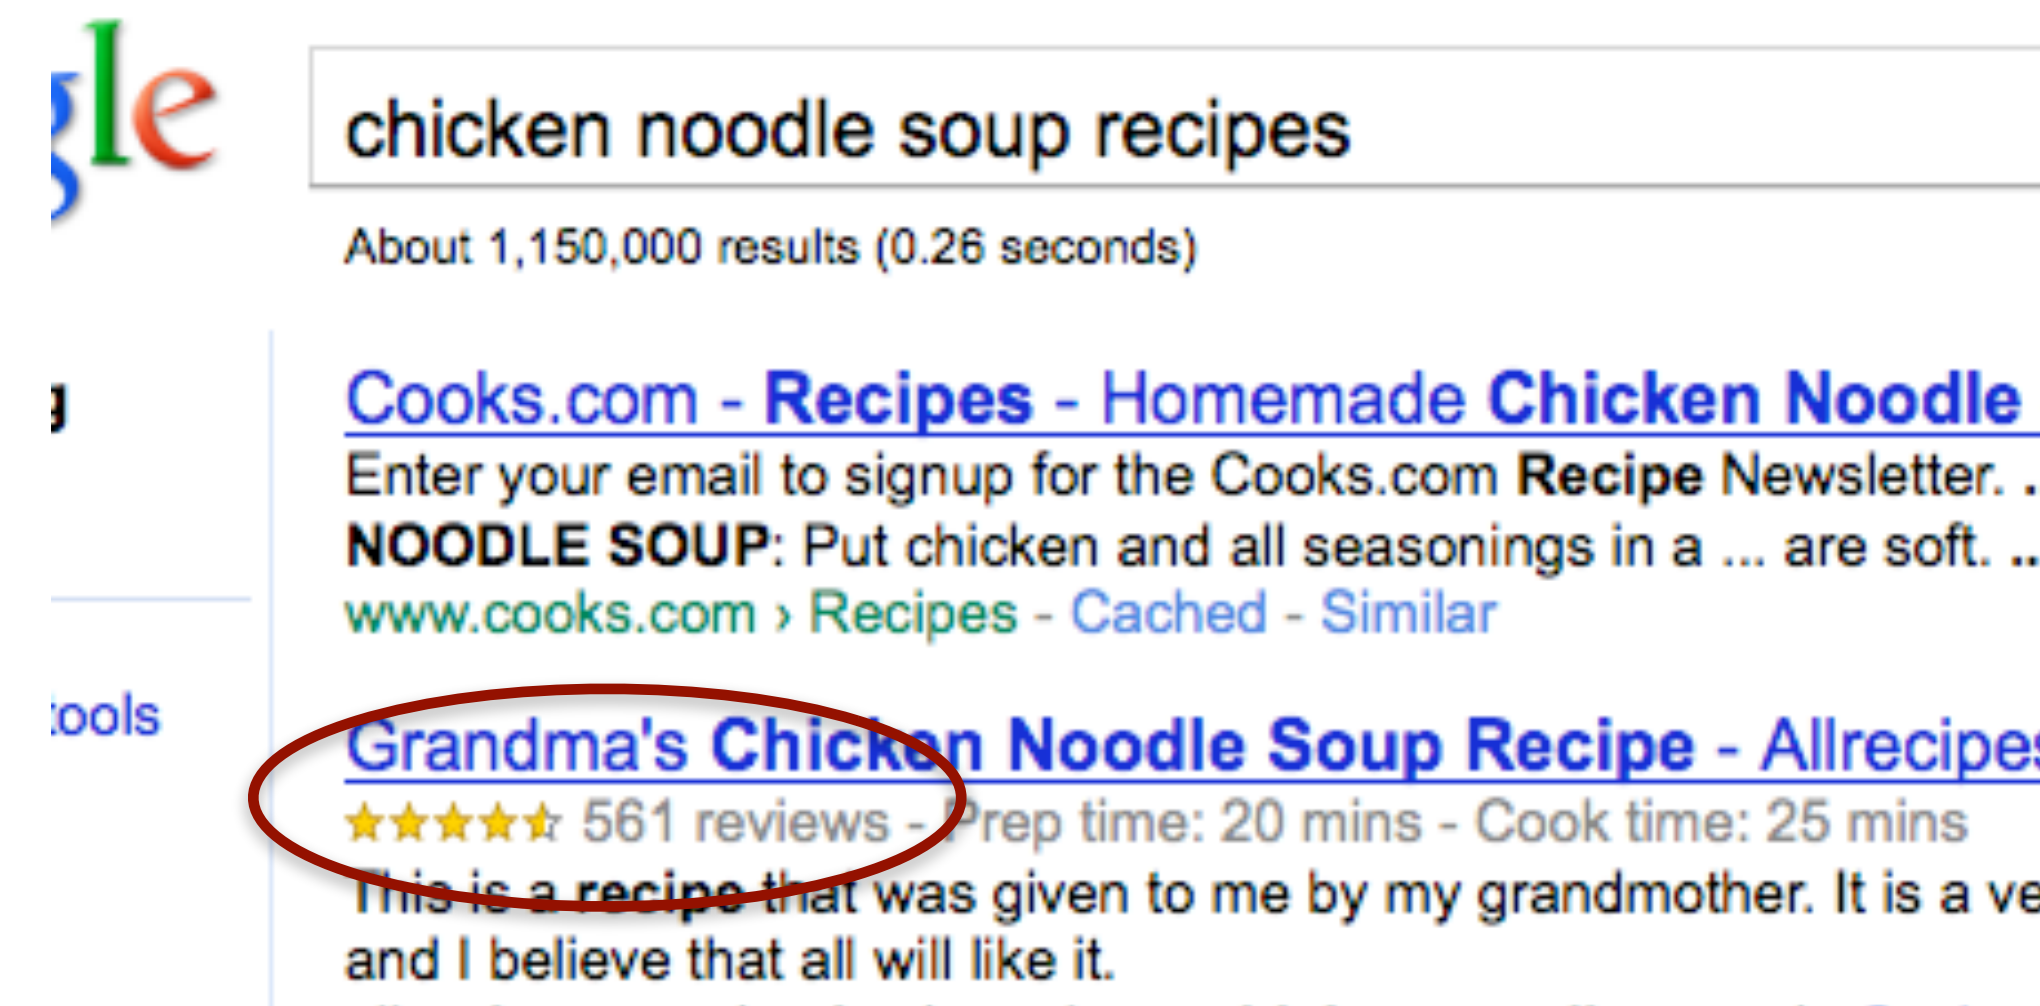 gle
chicken noodle soup recipes
About 1,150,000 results (0.26 seconds)
g
Cooks.com - Recipes - Homemade Chicken Noodle
Enter your email to signup for the Cooks.com Recipe Newsletter. .
NOODLE SOUP: Put chicken and all seasonings in a ... are soft. ..
www.cooks.com › Recipes - Cached - Similar
tools
Grandma's Chicken Noodle Soup Recipe - Allrecipes
561 reviews - Prep time: 20 mins - Cook time: 25 mins
This is a recipe that was given to me by my grandmother. It is a ve
and I believe that all will like it.